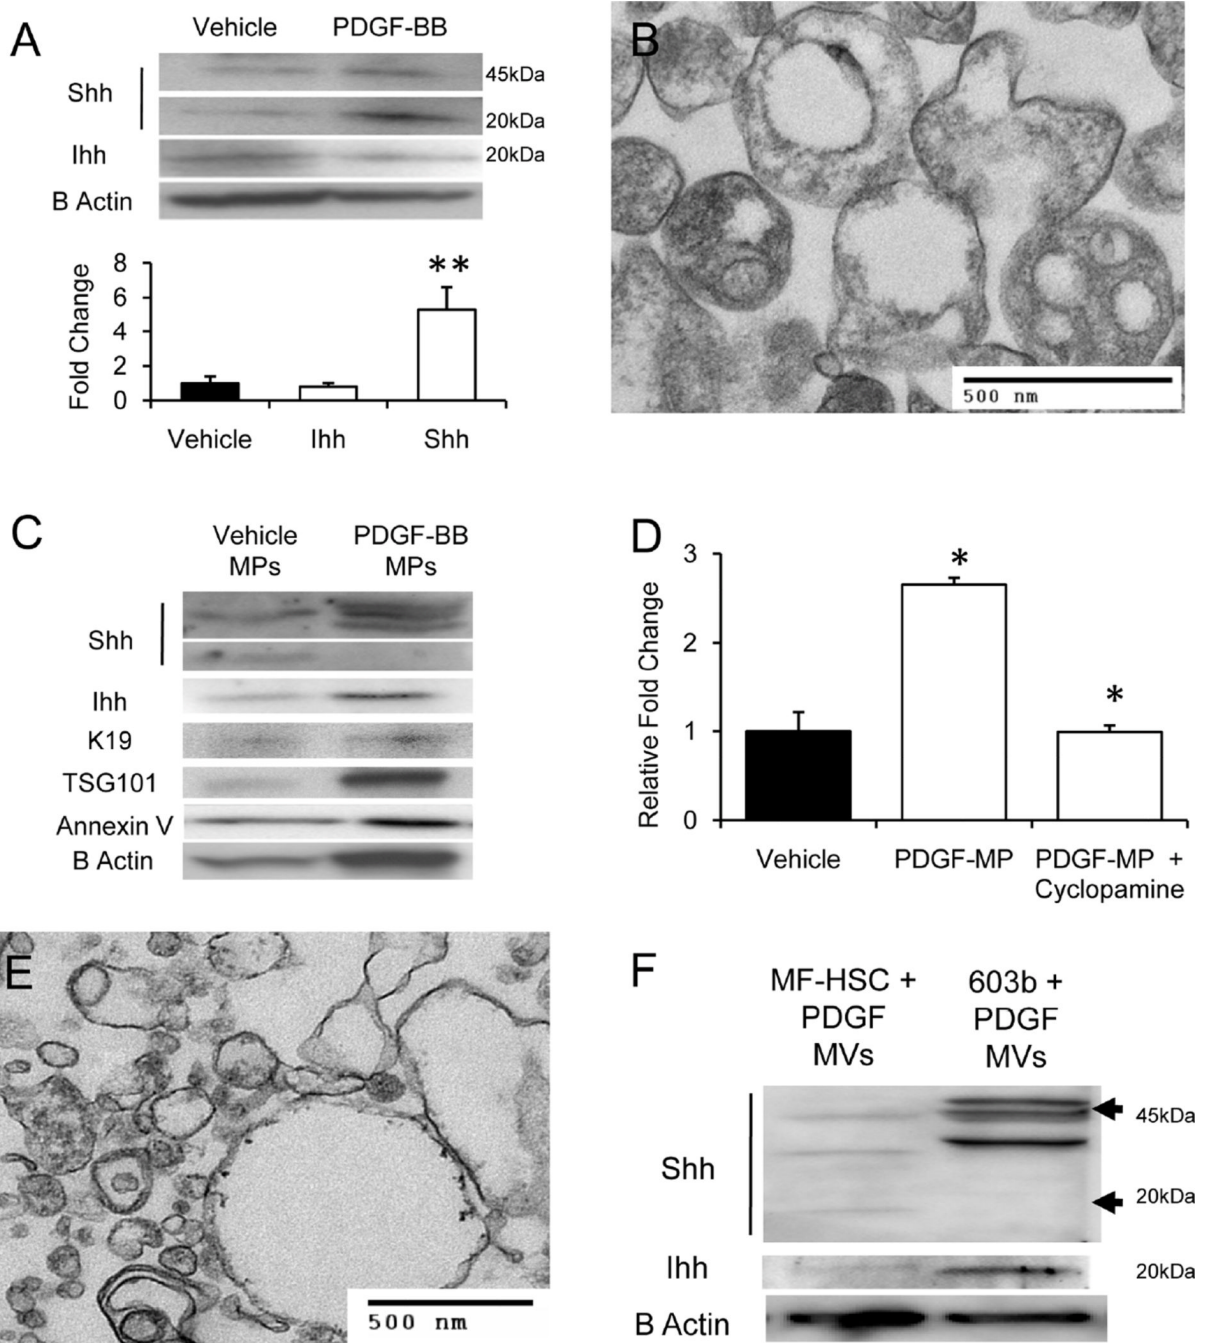 A
Vehicle PDGF-BB
Shh
45kDa
20kDa
Ihh
20kDa
B Actin
Fold Change
8
6
4
2
0
**
Vehicle Ihh Shh
B
500 nm
C
Vehicle MPs
PDGF-BB MPs
Shh
Ihh
K19
TSG101
Annexin V
B Actin
D
Relative Fold Change
3
2
1
0
*
*
Vehicle PDGF-MP PDGF-MP +
Cyclopamine
E
500 nm
F
MF-HSC + 603b +
PDGF PDGF
MVs MVs
Shh
45kDa
20kDa
Ihh
20kDa
B Actin